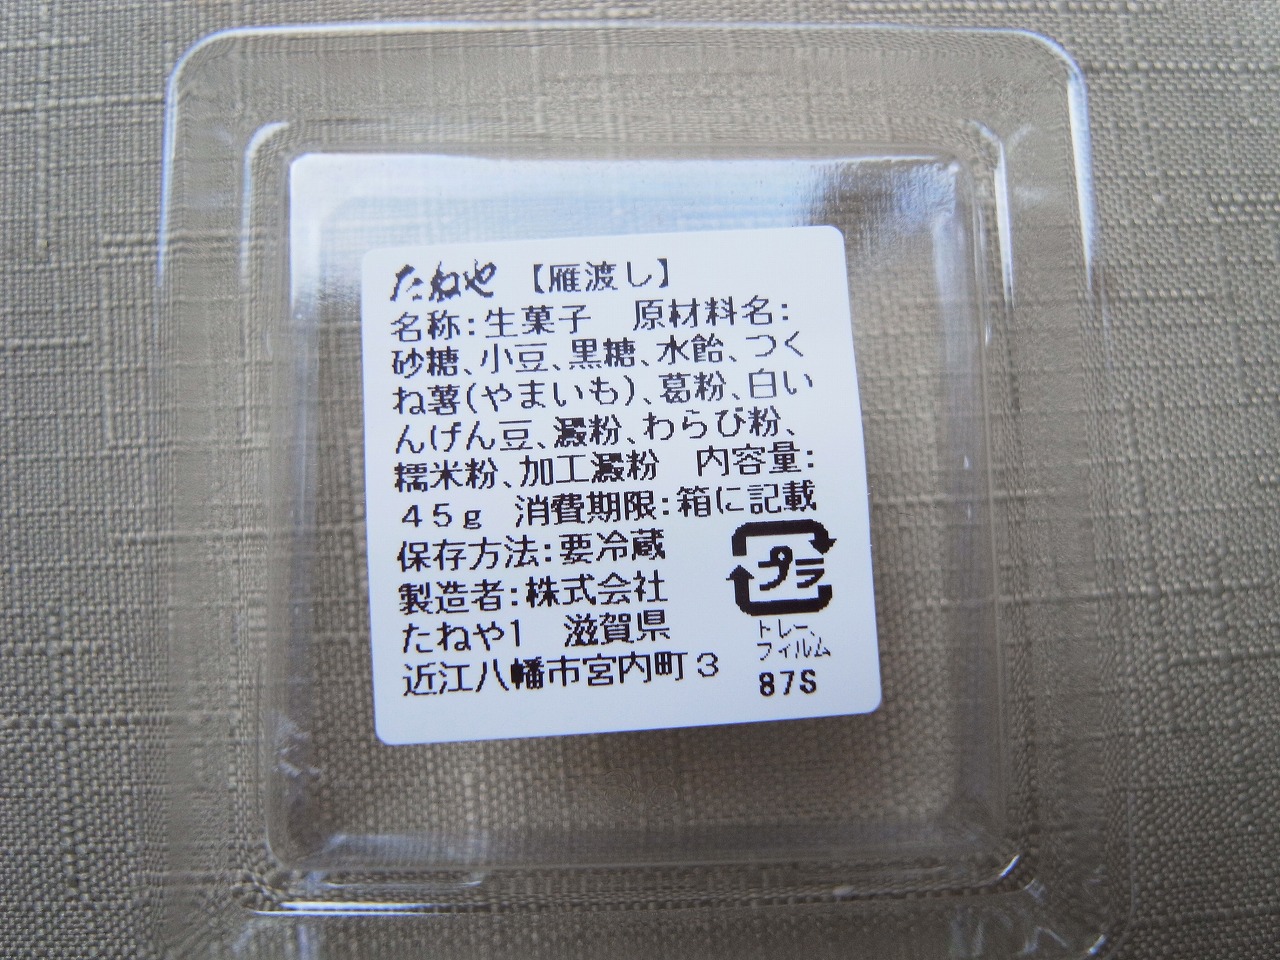 たねや 【雁渡し】
名称:生菓子 原材料名:
砂糖、小豆、黒糖、水飴、つく
ね薯(やまいも)、葛粉、白い
んげん豆、澱粉、わらび粉、
糯米粉、加工澱粉 内容量:
45g 消費期限:箱に記載
保存方法:要冷蔵
製造者:株式会社
たねや1 滋賀県
近江八幡市宮内町3
プラ
トレー、
フィルム
87S